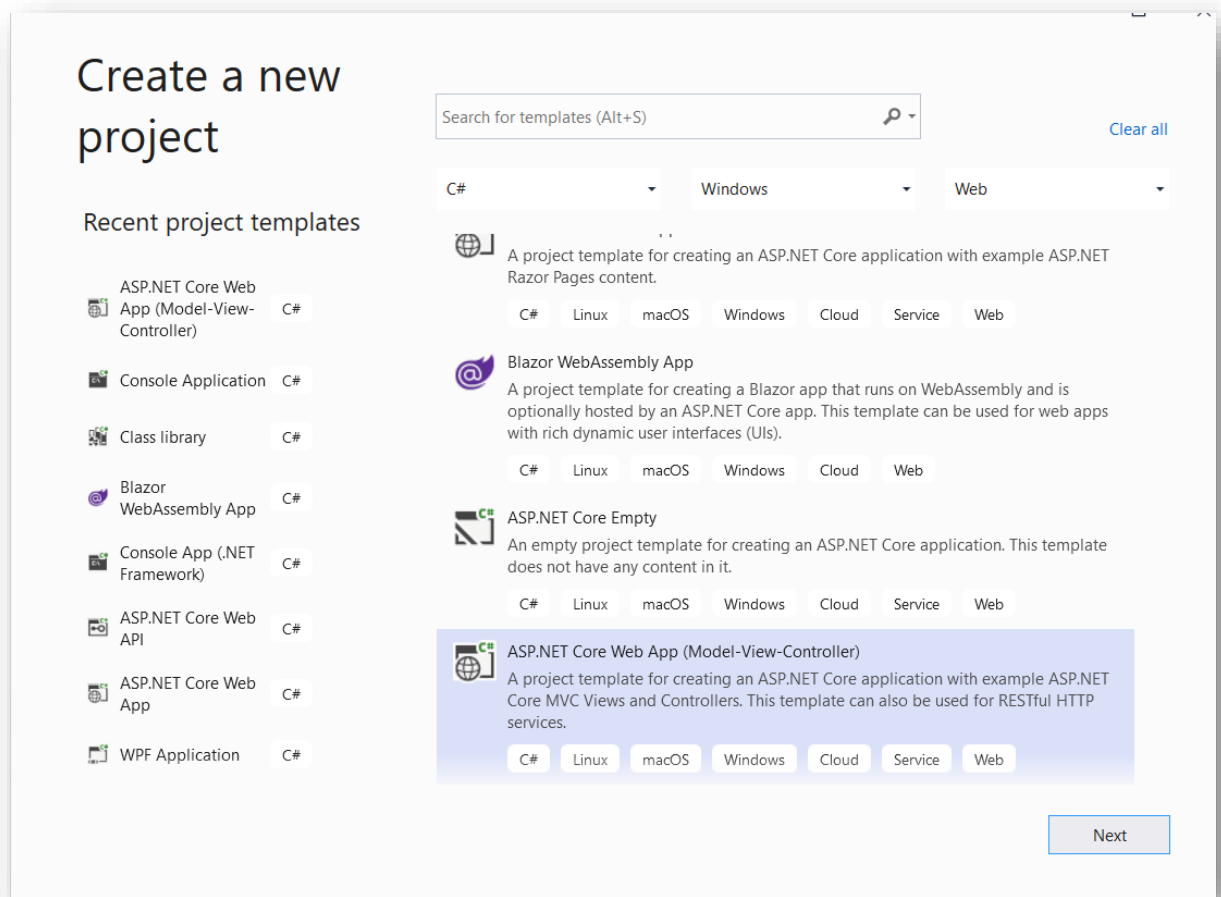 Create a new
project
Search for templates (Alt+S)
Clear all
C#
Windows
Web
Recent project templates
ASP.NET Core Web
App (Model-View-
Controller)
C#
Console Application
C#
Class library
C#
Blazor
WebAssembly App
C#
Console App (.NET
Framework)
C#
ASP.NET Core Web
API
C#
ASP.NET Core Web
App
C#
WPF Application
C#
A project template for creating an ASP.NET Core application with example ASP.NET
Razor Pages content.
C# Linux macOS Windows Cloud Service Web
Blazor WebAssembly App
A project template for creating a Blazor app that runs on WebAssembly and is
optionally hosted by an ASP.NET Core app. This template can be used for web apps
with rich dynamic user interfaces (UIs).
C# Linux macOS Windows Cloud Web
ASP.NET Core Empty
An empty project template for creating an ASP.NET Core application. This template
does not have any content in it.
C# Linux macOS Windows Cloud Service Web
ASP.NET Core Web App (Model-View-Controller)
A project template for creating an ASP.NET Core application with example ASP.NET
Core MVC Views and Controllers. This template can also be used for RESTful HTTP
services.
C# Linux macOS Windows Cloud Service Web
Next